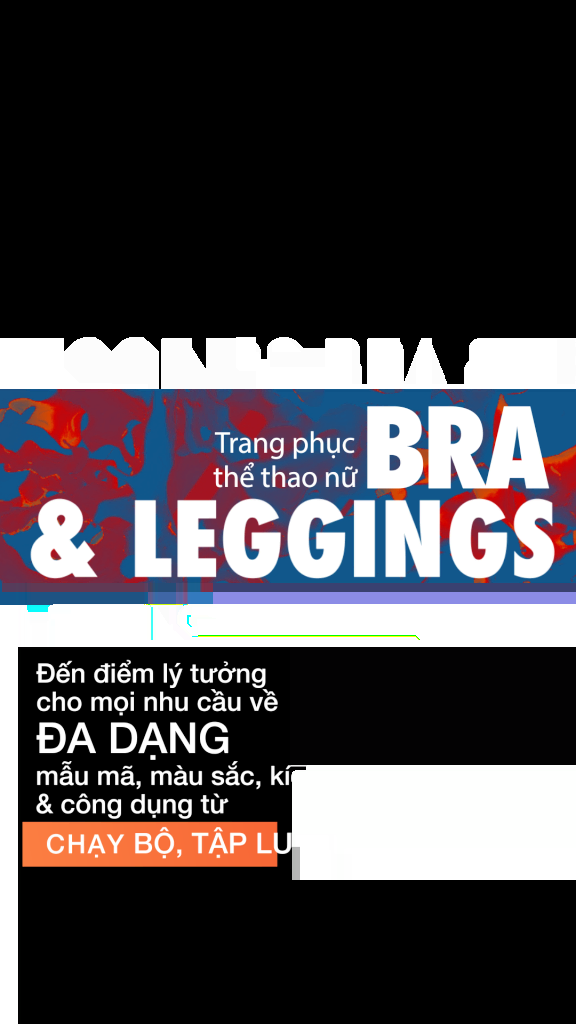 Trang phục
thể thao nữ
BRA
& LEGGINGS
Đến điểm lý tưởng
cho mọi nhu cầu về
ĐA DẠNG
mẫu mã, màu sắc,
& công dụng từ
CHẠY BỘ, TẬP